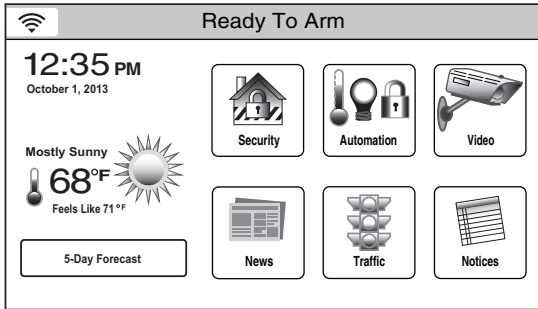 Ready To Arm
12:35 PM
October 1, 2013
Mostly Sunny
68°F
Feels Like 71°F
5-Day Forecast
Security
Automation
Video
News
Traffic
Notices